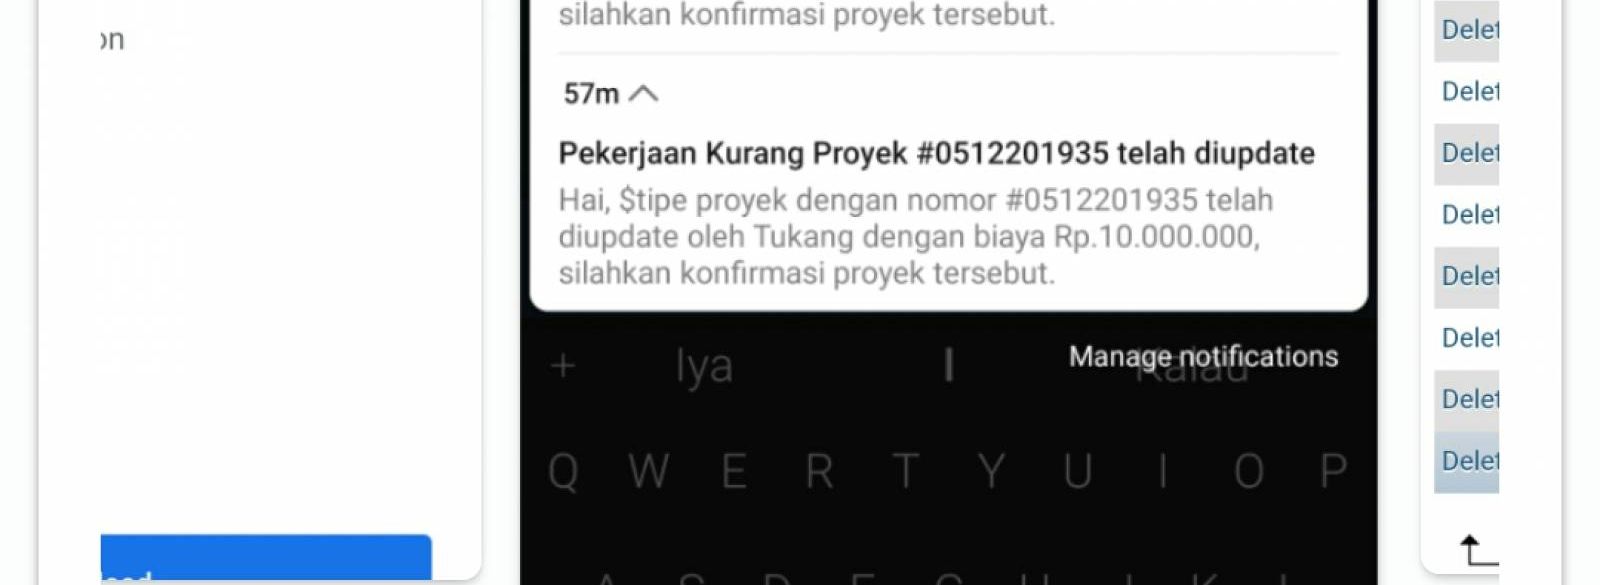 silahkan konfirmasi proyek tersebut.
57m
Pekerjaan Kurang Proyek #0512201935 telah diupdate
Hai, $tipe proyek dengan nomor #0512201935 telah
diupdate oleh Tukang dengan biaya Rp.10.000.000,
silahkan konfirmasi proyek tersebut.
+ Iya I Kalau
Manage notifications
Q W E R T Y U I O P
on
Delet
Delet
Delet
Delet
Delet
Delet
Delet
Delet